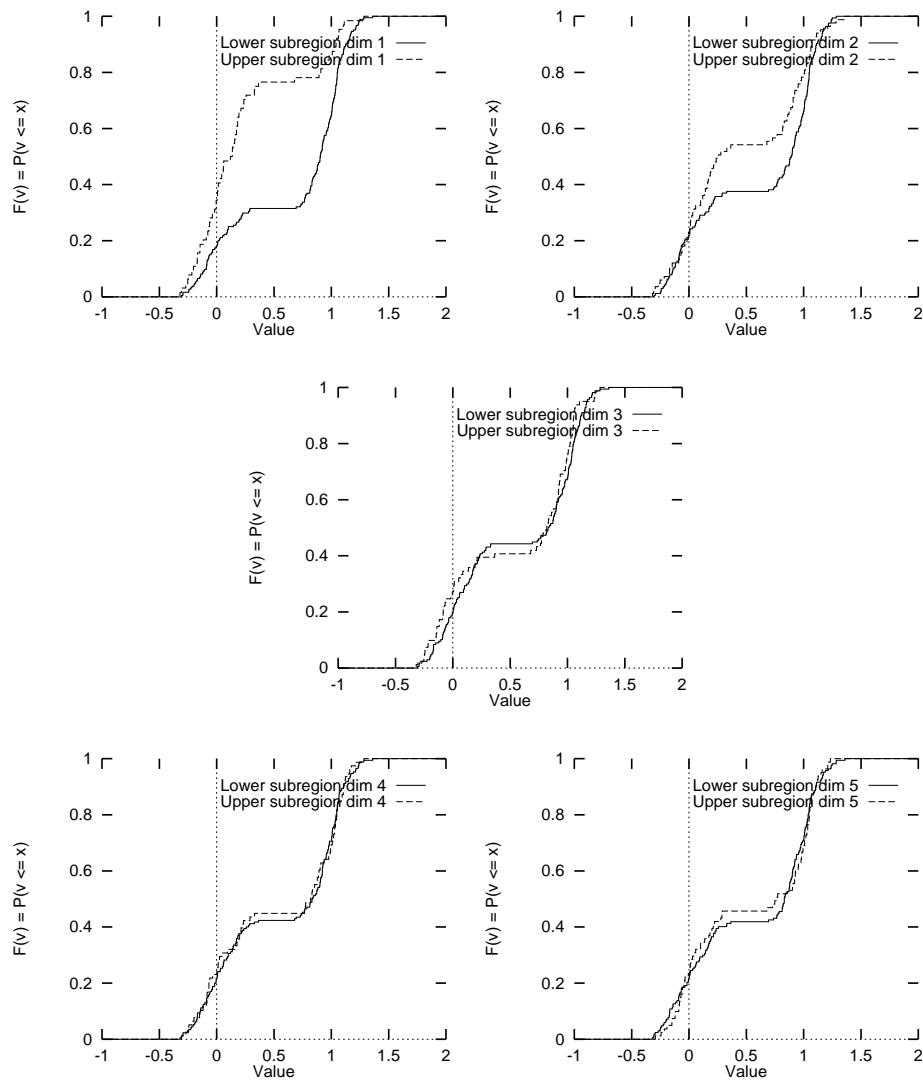 Lower subregion dim 1
Upper subregion dim 1
F(v) = P(v <= x)
1
0.8
0.6
0.4
0.2
0
-1 -0.5 0 0.5 1 1.5 2
Value
Lower subregion dim 2
Upper subregion dim 2
F(v) = P(v <= x)
1
0.8
0.6
0.4
0.2
0
-1 -0.5 0 0.5 1 1.5 2
Value
Lower subregion dim 3
Upper subregion dim 3
F(v) = P(v <= x)
1
0.8
0.6
0.4
0.2
0
-1 -0.5 0 0.5 1 1.5 2
Value
Lower subregion dim 4
Upper subregion dim 4
F(v) = P(v <= x)
1
0.8
0.6
0.4
0.2
0
-1 -0.5 0 0.5 1 1.5 2
Value
Lower subregion dim 5
Upper subregion dim 5
F(v) = P(v <= x)
1
0.8
0.6
0.4
0.2
0
-1 -0.5 0 0.5 1 1.5 2
Value